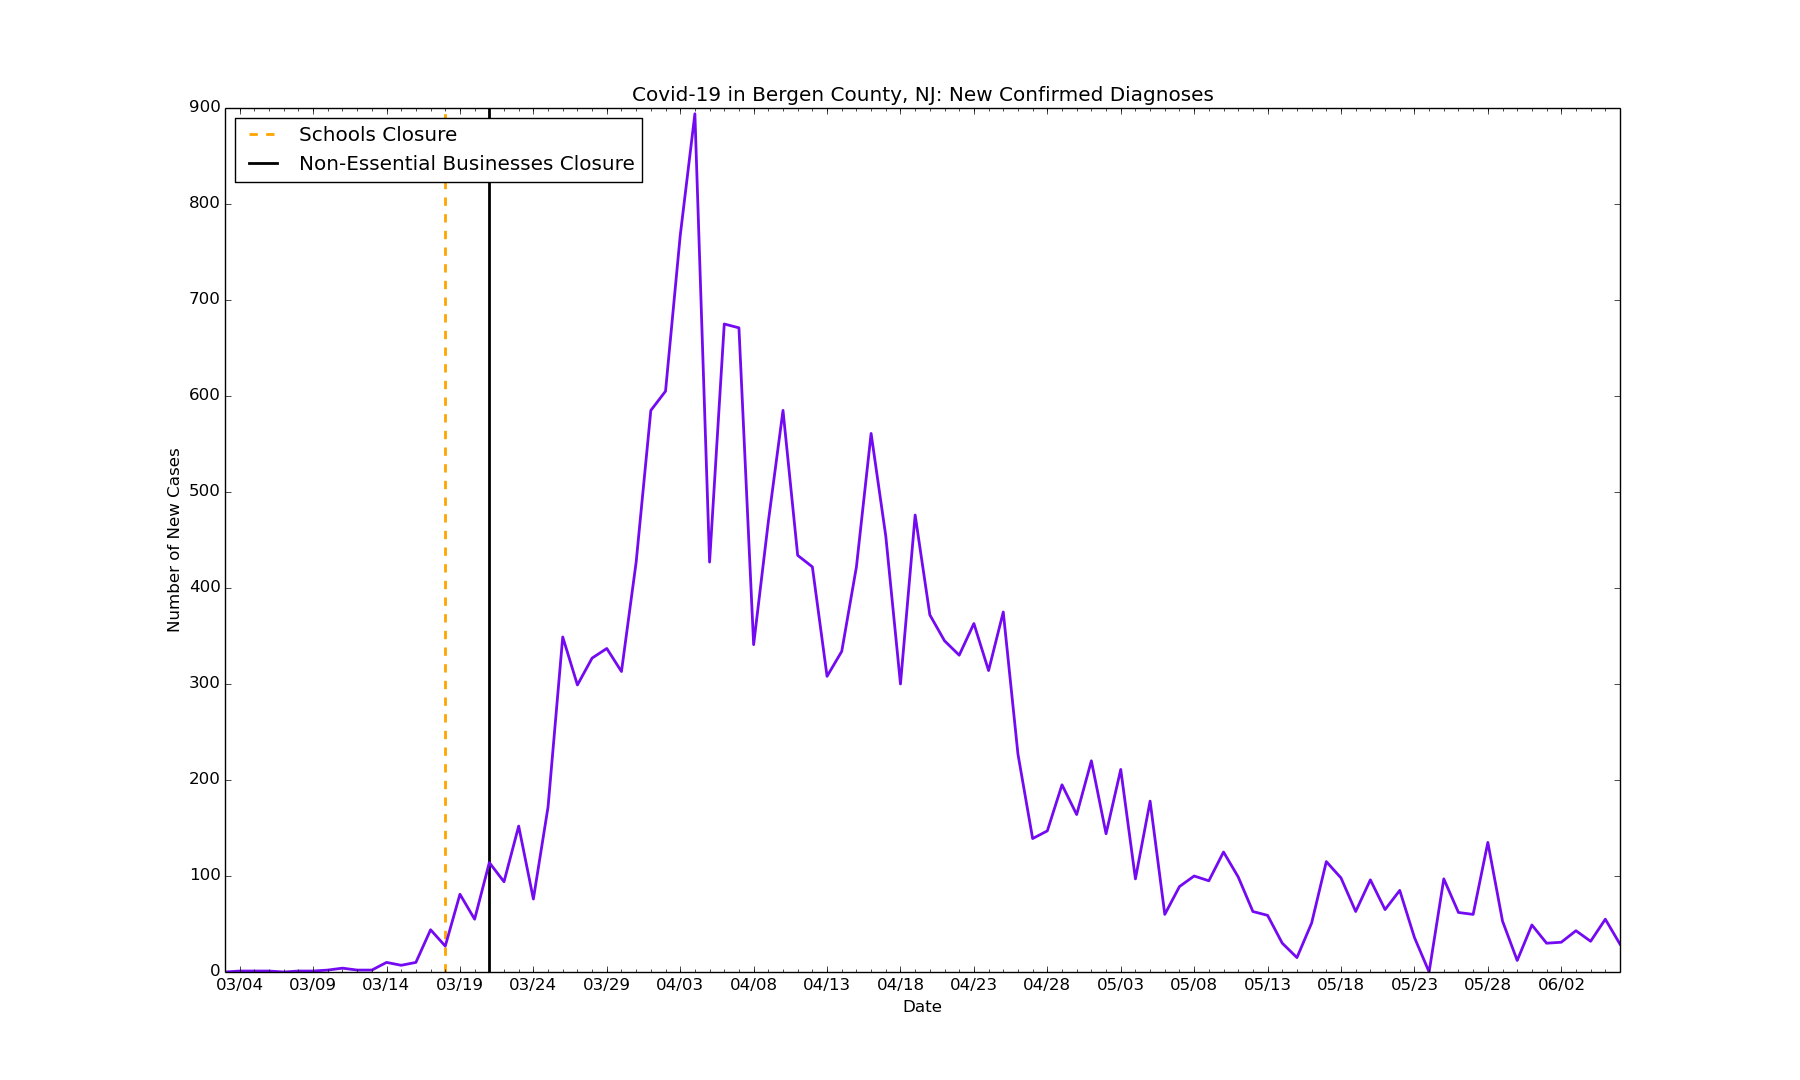 Covid-19 in Bergen County, NJ: New Confirmed Diagnoses
Schools Closure
Non-Essential Businesses Closure
Number of New Cases
900
800
700
600
500
400
300
200
100
0
03/04 03/09 03/14 03/19 03/24 03/29 04/03 04/08 04/13 04/18 04/23 04/28 05/03 05/08 05/13 05/18 05/23 05/28 06/02
Date